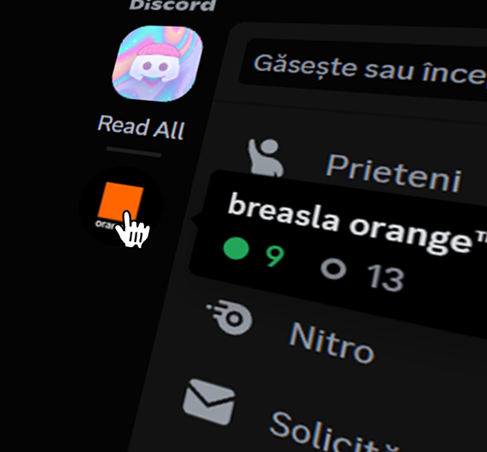 Discord
Găsește sau înce
Read All
Prieteni
breasla orange™
9 13
Nitro
Solicit